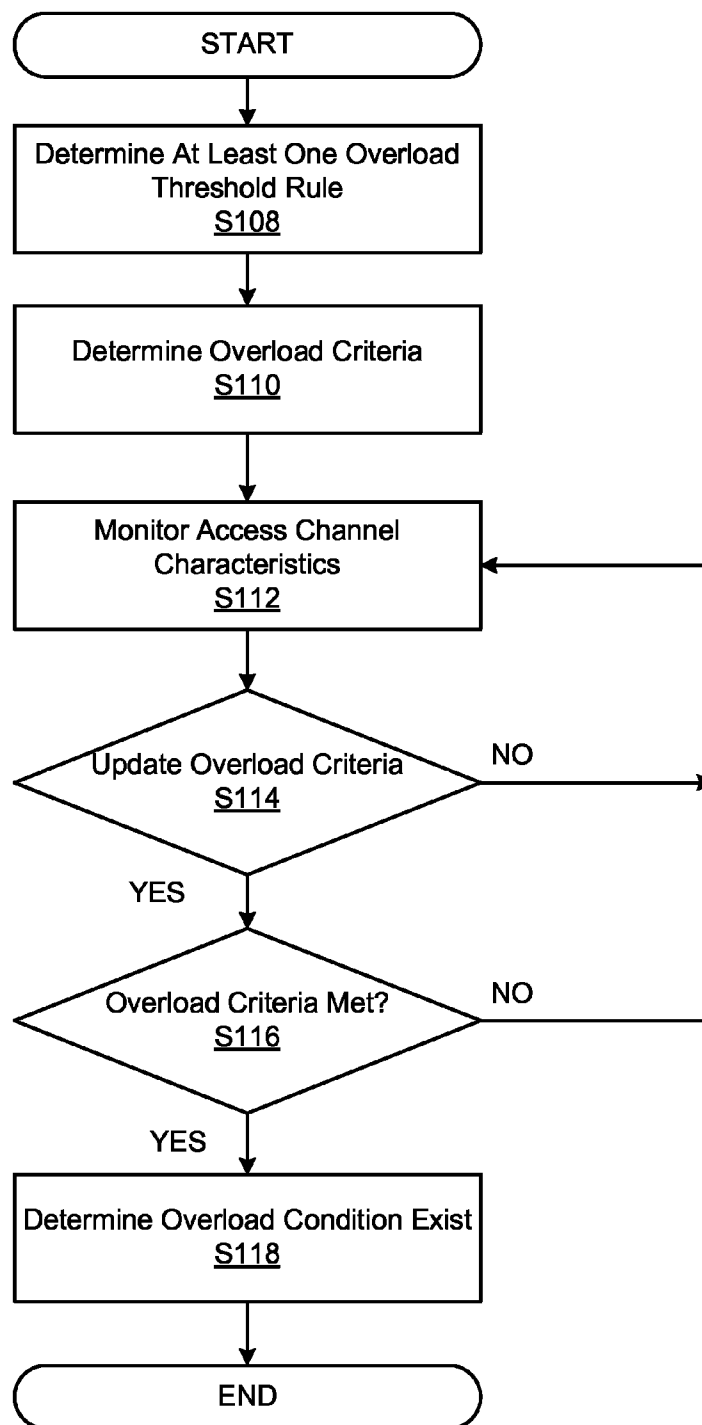 START
Determine At Least One Overload
Threshold Rule
S108
Determine Overload Criteria
S110
Monitor Access Channel
Characteristics
S112
Update Overload Criteria
S114
NO
YES
Overload Criteria Met?
S116
NO
YES
Determine Overload Condition Exist
S118
END